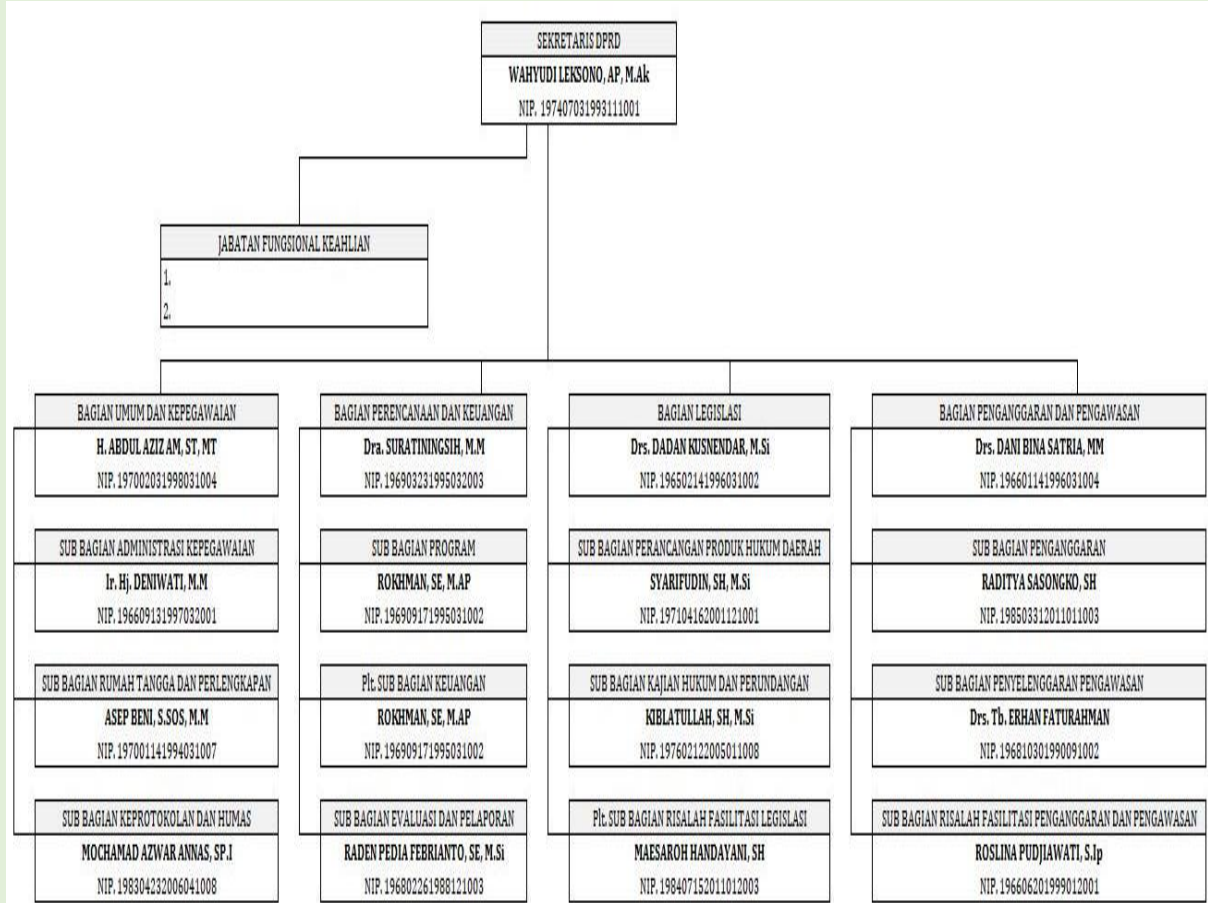 SEKRETARIS DPRD
WAHYUDI LEKSONO, AP, M.Ak
NIP. 197407031993111001
JABATAN FUNGSIONAL KEAHLIAN
1.
2.
BAGIAN UMUM DAN KEPEGAWAIAN
H. ABDUL AZIZ AM, ST, MT
NIP. 197002031998031004
SUB BAGIAN ADMINISTRASI KEPEGAWAIAN
Ir. Hj. DENIWATI, M.M
NIP. 196609131997032001
SUB BAGIAN RUMAH TANGGA DAN PERLENGKAPAN
ASEP BENI, S.SOS, M.M
NIP. 197001141994031007
SUB BAGIAN KEPROTOKOLAN DAN HUMAS
MOCHAMAD AZWAR ANNAS, SP.I
NIP. 198304232006041008
BAGIAN PERENCANAAN DAN KEUANGAN
Dra. SURATININGSIH, M.M
NIP. 196903231995032003
SUB BAGIAN PROGRAM
ROKHMAN, SE, M.AP
NIP. 196909171995031002
Plt. SUB BAGIAN KEUANGAN
ROKHMAN, SE, M.AP
NIP. 196909171995031002
SUB BAGIAN EVALUASI DAN PELAPORAN
RADEN PEDIA FEBRIANTO, SE, M.Si
NIP. 196802261988121003
BAGIAN LEGISLASI
Drs. DADAN KUSNENDAR, M.Si
NIP. 196502141996031002
SUB BAGIAN PERANCANGAN PRODUK HUKUM DAERAH
SYARIFUDIN, SH, M.Si
NIP. 197104162001121001
SUB BAGIAN KAJIAN HUKUM DAN PERUNDANGAN
KIBLATULLAH, SH, M.Si
NIP. 197602122005011008
Plt. SUB BAGIAN RISALAH FASILITASI LEGISLASI
MAESAROH HANDAYANI, SH
NIP. 198407152011012003
BAGIAN PENGANGGARAN DAN PENGAWASAN
Drs. DANI BINA SATRIA, MM
NIP. 196601141996031004
SUB BAGIAN PENGANGGARAN
RADITYA SASONGKO, SH
NIP. 198503312011011003
SUB BAGIAN PENYELENGGARAN PENGAWASAN
Drs. Tb. ERHAN FATURAHMAN
NIP. 196810301990091002
SUB BAGIAN RISALAH FASILITASI PENGANGGARAN DAN PENGAWASAN
ROSLINA PUDJIAWATI, S.Ip
NIP. 196606201999012001